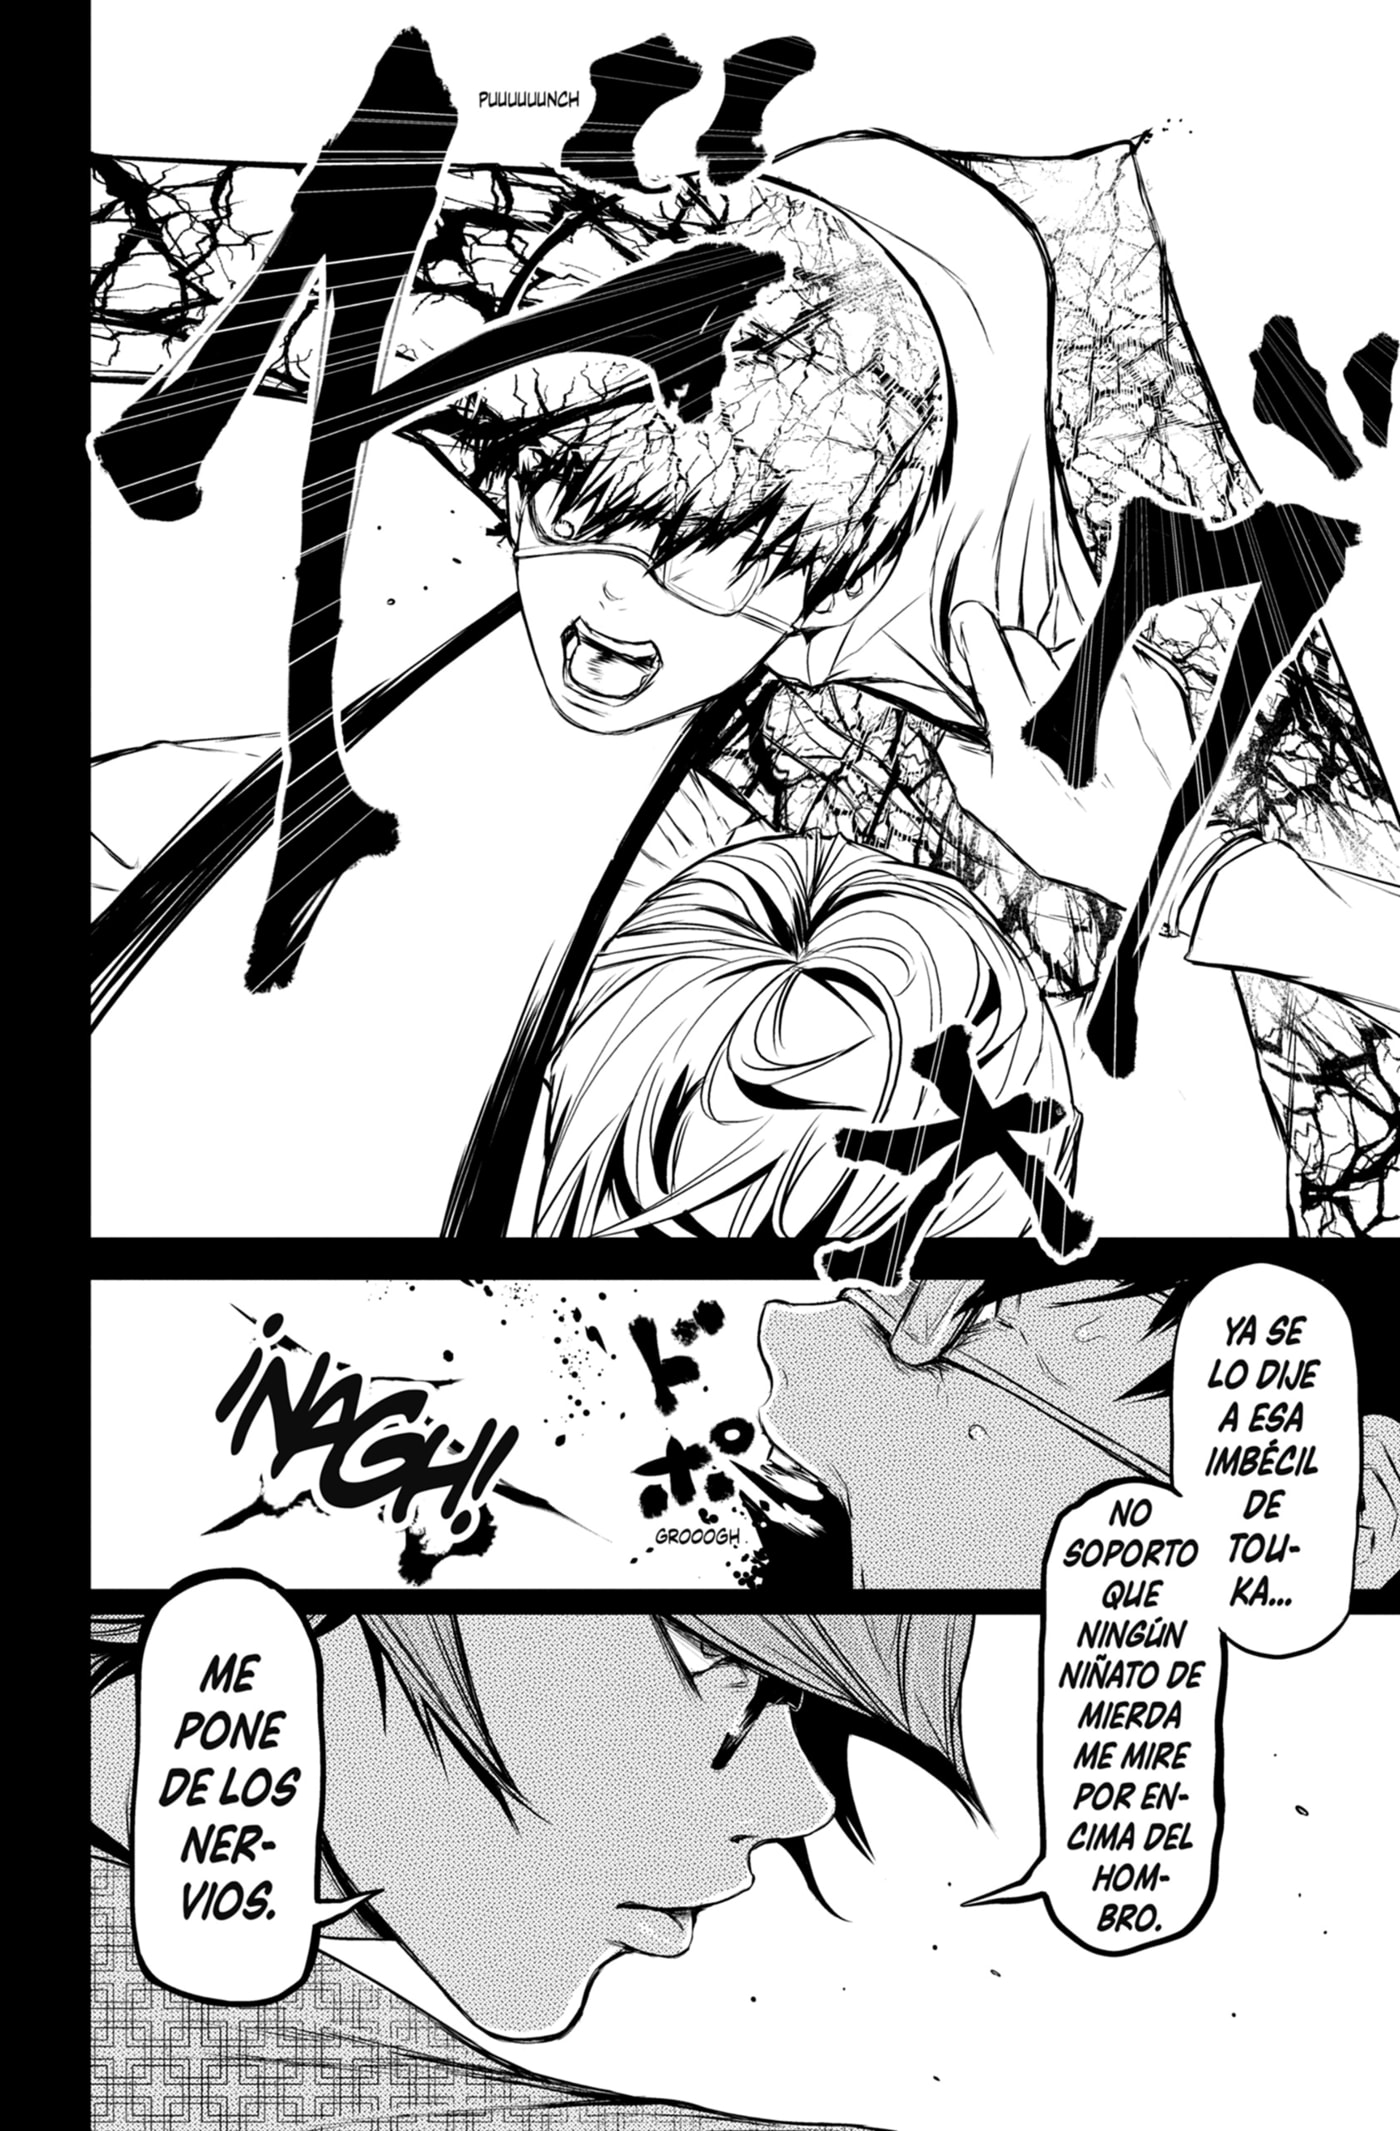 PUUUUUUNCH
YA SE
LO DIJE
A ESA
IMBÉCIL
DE
TOU-
KA...
NO
SOPORTO
QUE
NINGÚN
NIÑATO DE
MIERDA
ME MIRE
POR EN-
CIMA DEL
HOM-
BRO.
ドポ
GROOOGH
¡NAGH!
ME
PONE
DE LOS
NER-
VIOS.